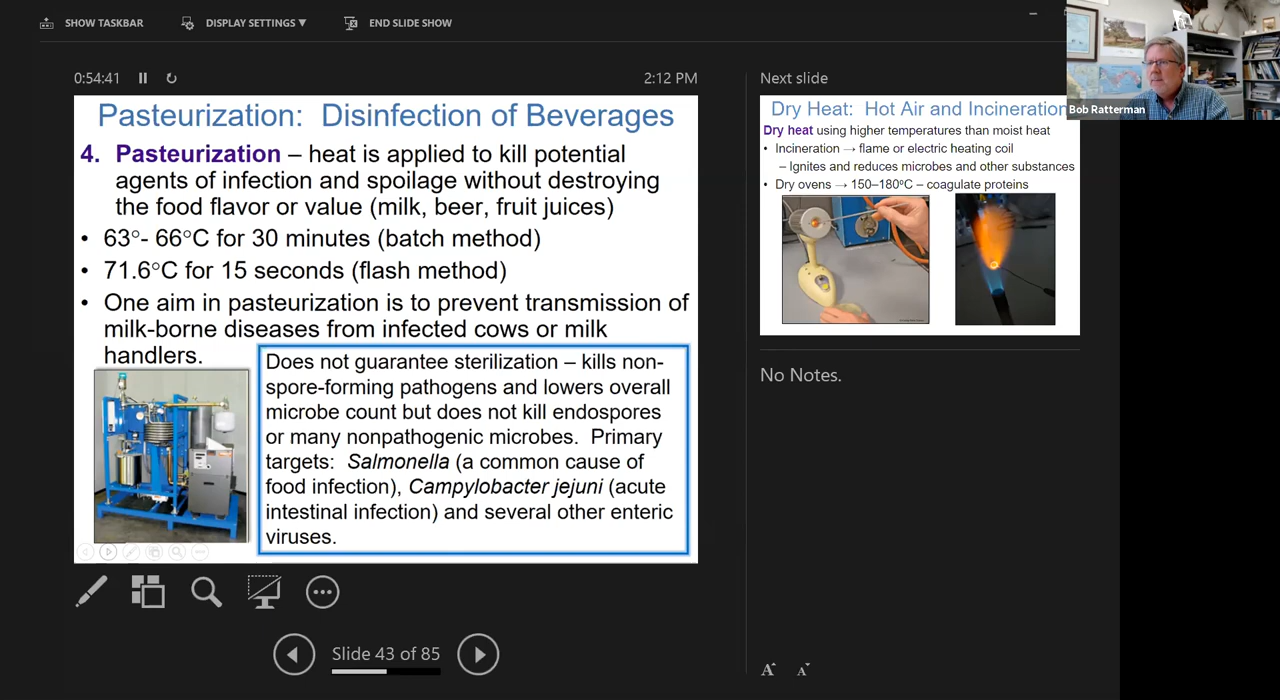 SHOW TASKBAR
DISPLAY SETTINGS ▼
END SLIDE SHOW
0:54:41
2:12 PM
Pasteurization: Disinfection of Beverages
4. Pasteurization – heat is applied to kill potential
agents of infection and spoilage without destroying
the food flavor or value (milk, beer, fruit juices)
• 63°- 66°C for 30 minutes (batch method)
• 71.6°C for 15 seconds (flash method)
• One aim in pasteurization is to prevent transmission of
milk-borne diseases from infected cows or milk
handlers.
Does not guarantee sterilization – kills non-
spore-forming pathogens and lowers overall
microbe count but does not kill endospores
or many nonpathogenic microbes. Primary
targets: Salmonella (a common cause of
food infection), Campylobacter jejuni (acute
intestinal infection) and several other enteric
viruses.
Slide 43 of 85
Next slide
Dry Heat: Hot Air and Incineration
Dry heat using higher temperatures than moist heat
• Incineration → flame or electric heating coil
– Ignites and reduces microbes and other substances
• Dry ovens → 150–180ºC – coagulate proteins
No Notes.
A A
Bob Ratterman